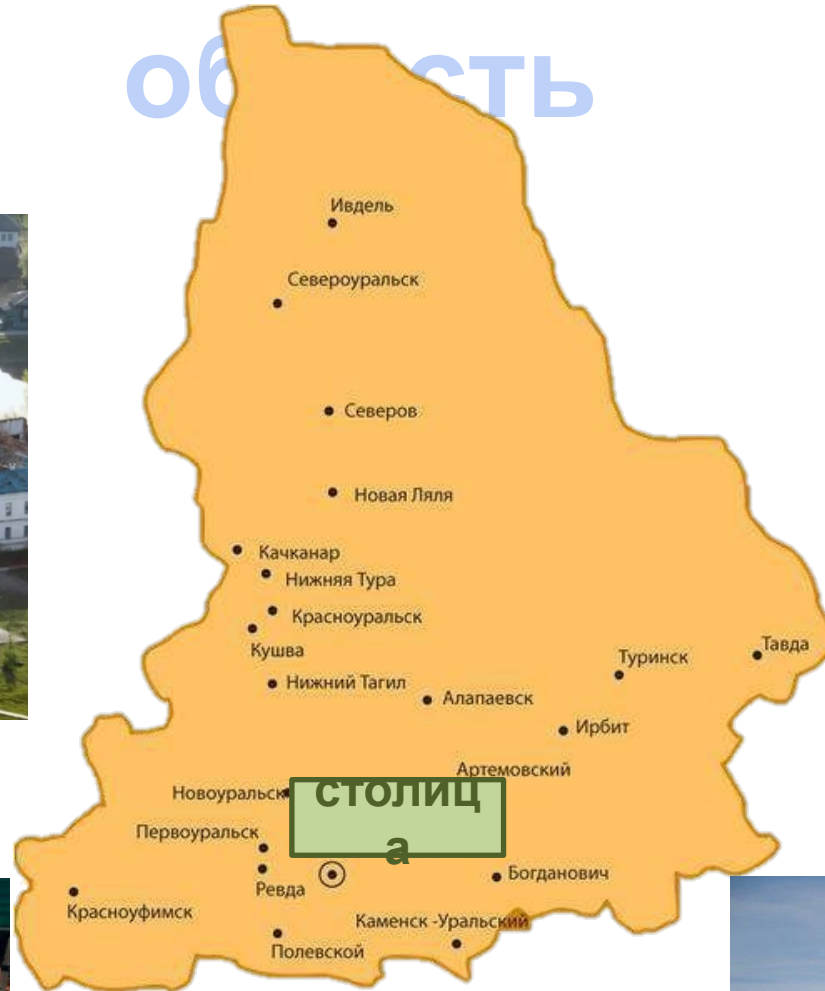 Ивдель
Североуральск
Северов
Новая Ляля
Качканар
Нижняя Тура
Красноуральск
Кушва
Нижний Тагил
Алапаевск
Туринск
Тавда
Ирбит
Артемовский
Новоуральск
столиц
а
Первоуральск
Ревда
Богданович
Красноуфимск
Каменск -Уральский
Полевской